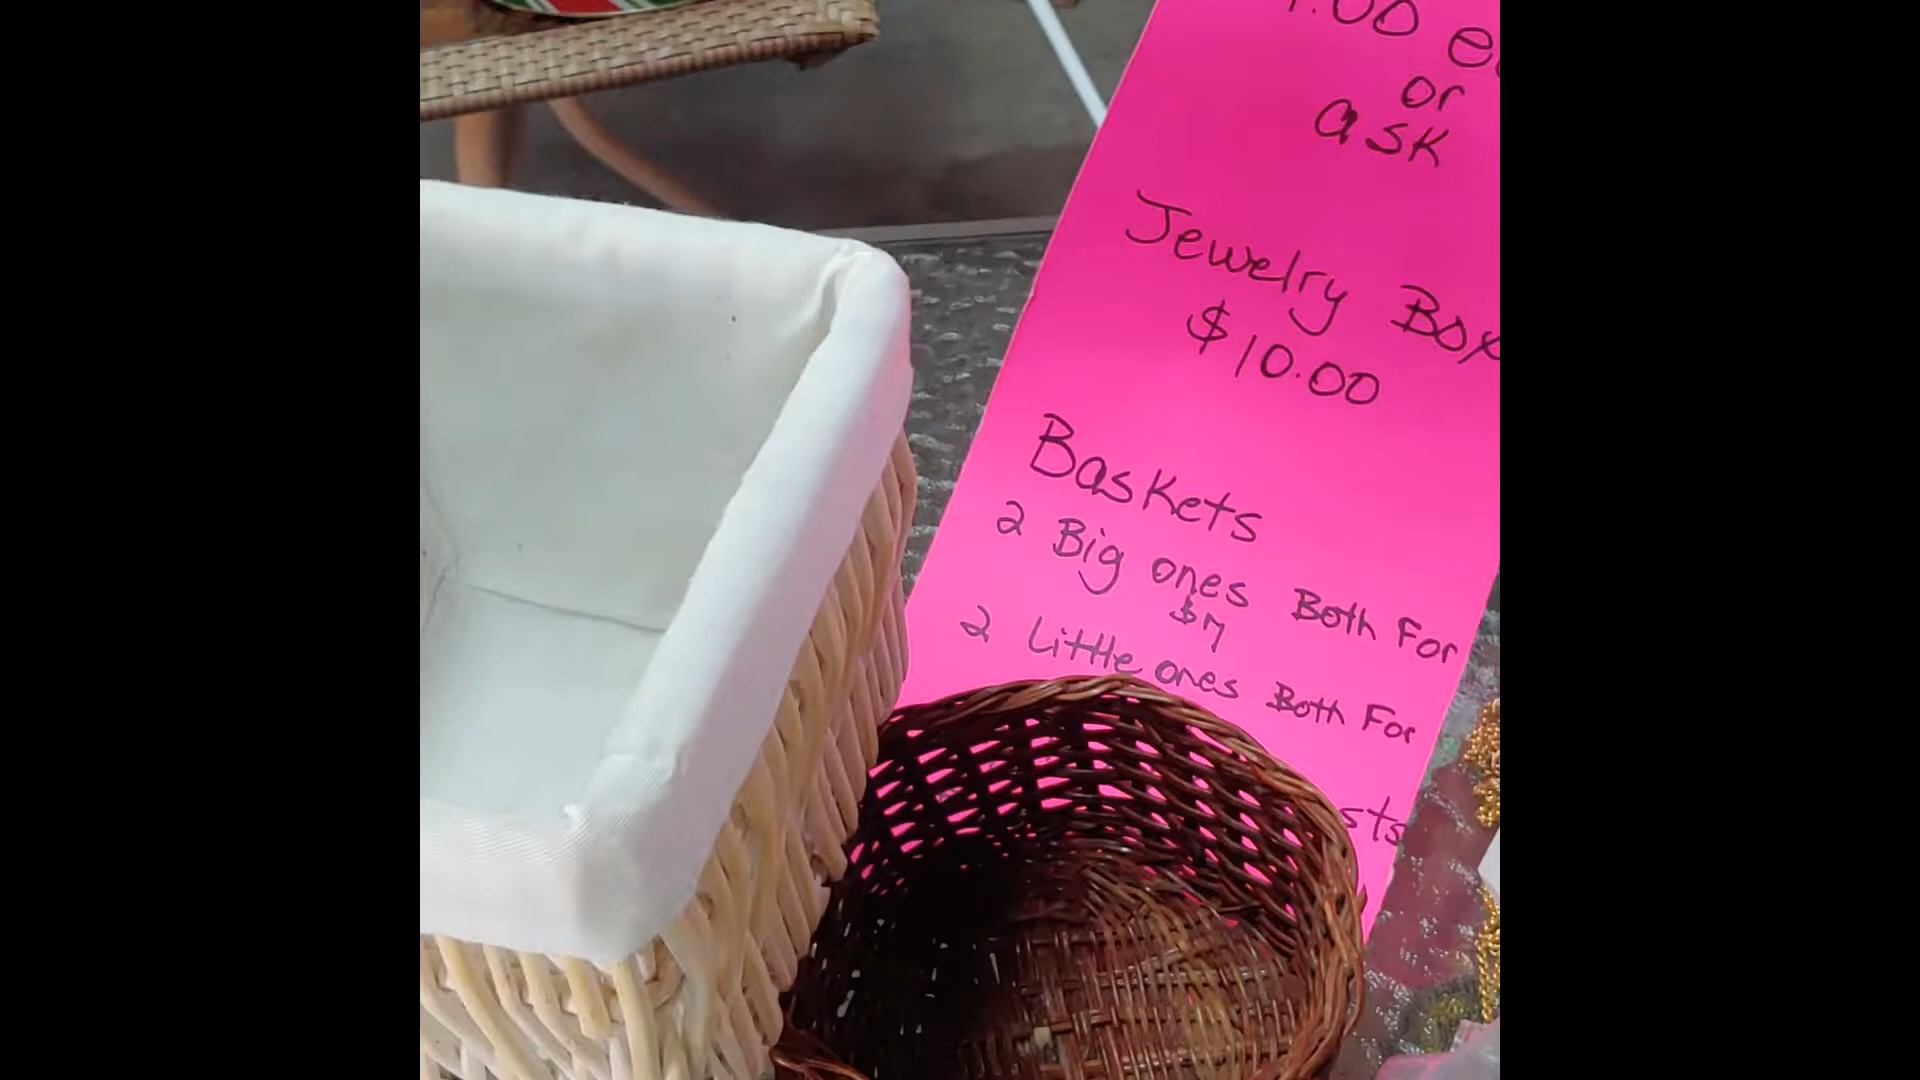 or
ask
Jewelry Box
$10.00
Baskets
2 Big ones Both For
$7
2 Little ones Both For